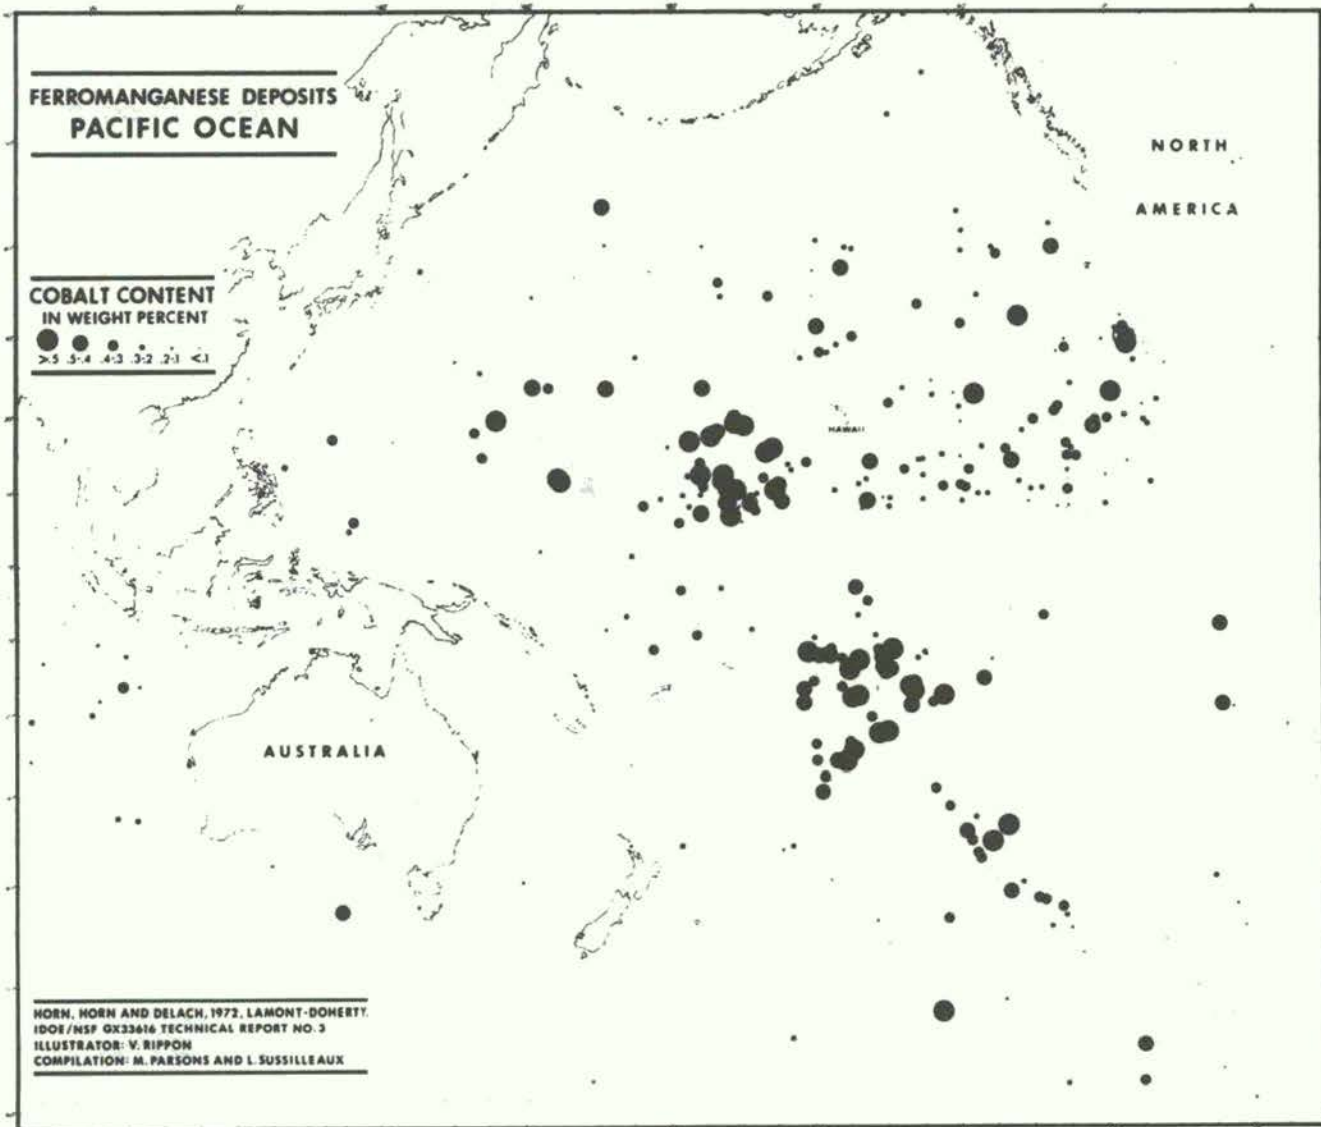 FERROMANGANESE DEPOSITS
PACIFIC OCEAN
NORTH
AMERICA
COBALT CONTENT
IN WEIGHT PERCENT
>.5 .5-.4 .4-.3 .3-.2 .2-.1 <.1
HAWAII
AUSTRALIA
HORN, HORN AND DELACH, 1972, LAMONT-DOHERTY.
IDOE/NSF GX33616 TECHNICAL REPORT NO. 3
ILLUSTRATOR: V. RIPPON
COMPILATION: M. PARSONS AND L. SUSSILLEAUX